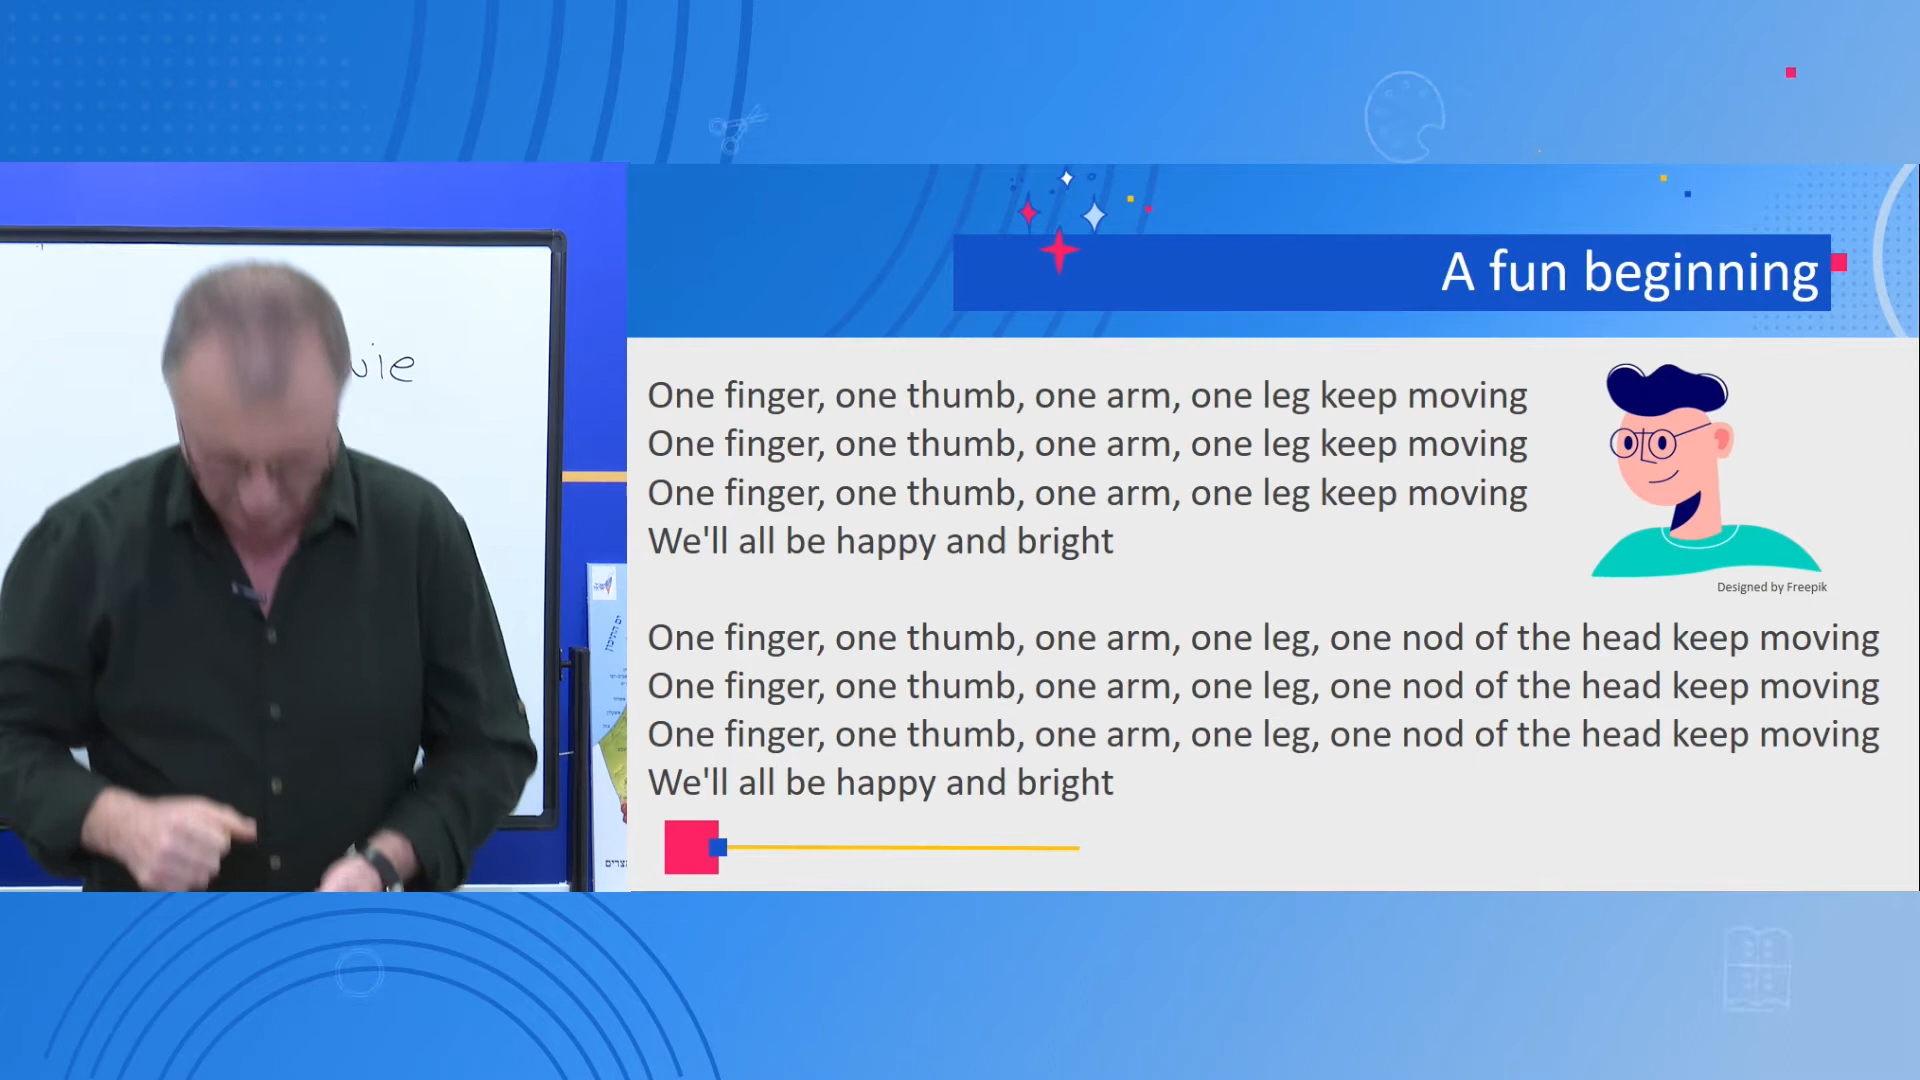 A fun beginning
One finger, one thumb, one arm, one leg keep moving
One finger, one thumb, one arm, one leg keep moving
One finger, one thumb, one arm, one leg keep moving
We'll all be happy and bright
Designed by Freepik
One finger, one thumb, one arm, one leg, one nod of the head keep moving
One finger, one thumb, one arm, one leg, one nod of the head keep moving
One finger, one thumb, one arm, one leg, one nod of the head keep moving
We'll all be happy and bright
ים התיכון